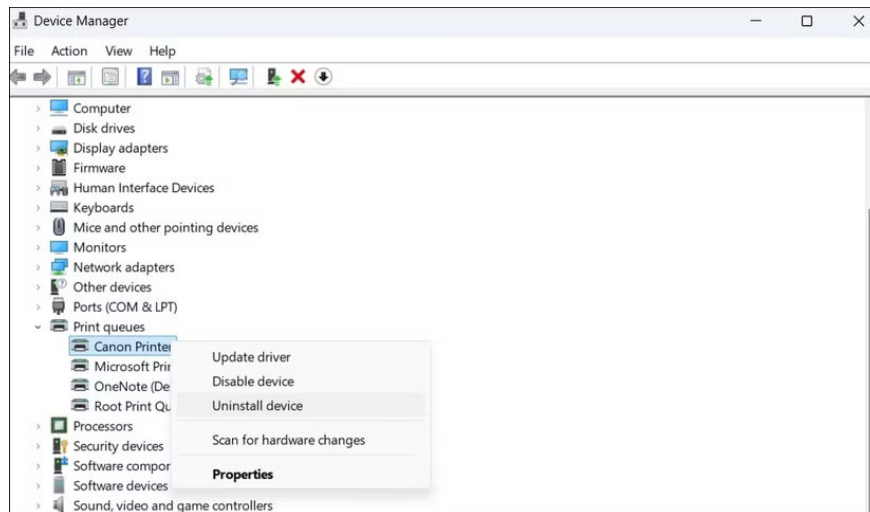 Device Manager
File Action View Help
Computer
Disk drives
Display adapters
Firmware
Human Interface Devices
Keyboards
Mice and other pointing devices
Monitors
Network adapters
Other devices
Ports (COM & LPT)
Print queues
Canon Printer
Microsoft Prin
OneNote (De
Root Print Qu
Processors
Security devices
Software compor
Software devices
Sound, video and game controllers
Update driver
Disable device
Uninstall device
Scan for hardware changes
Properties